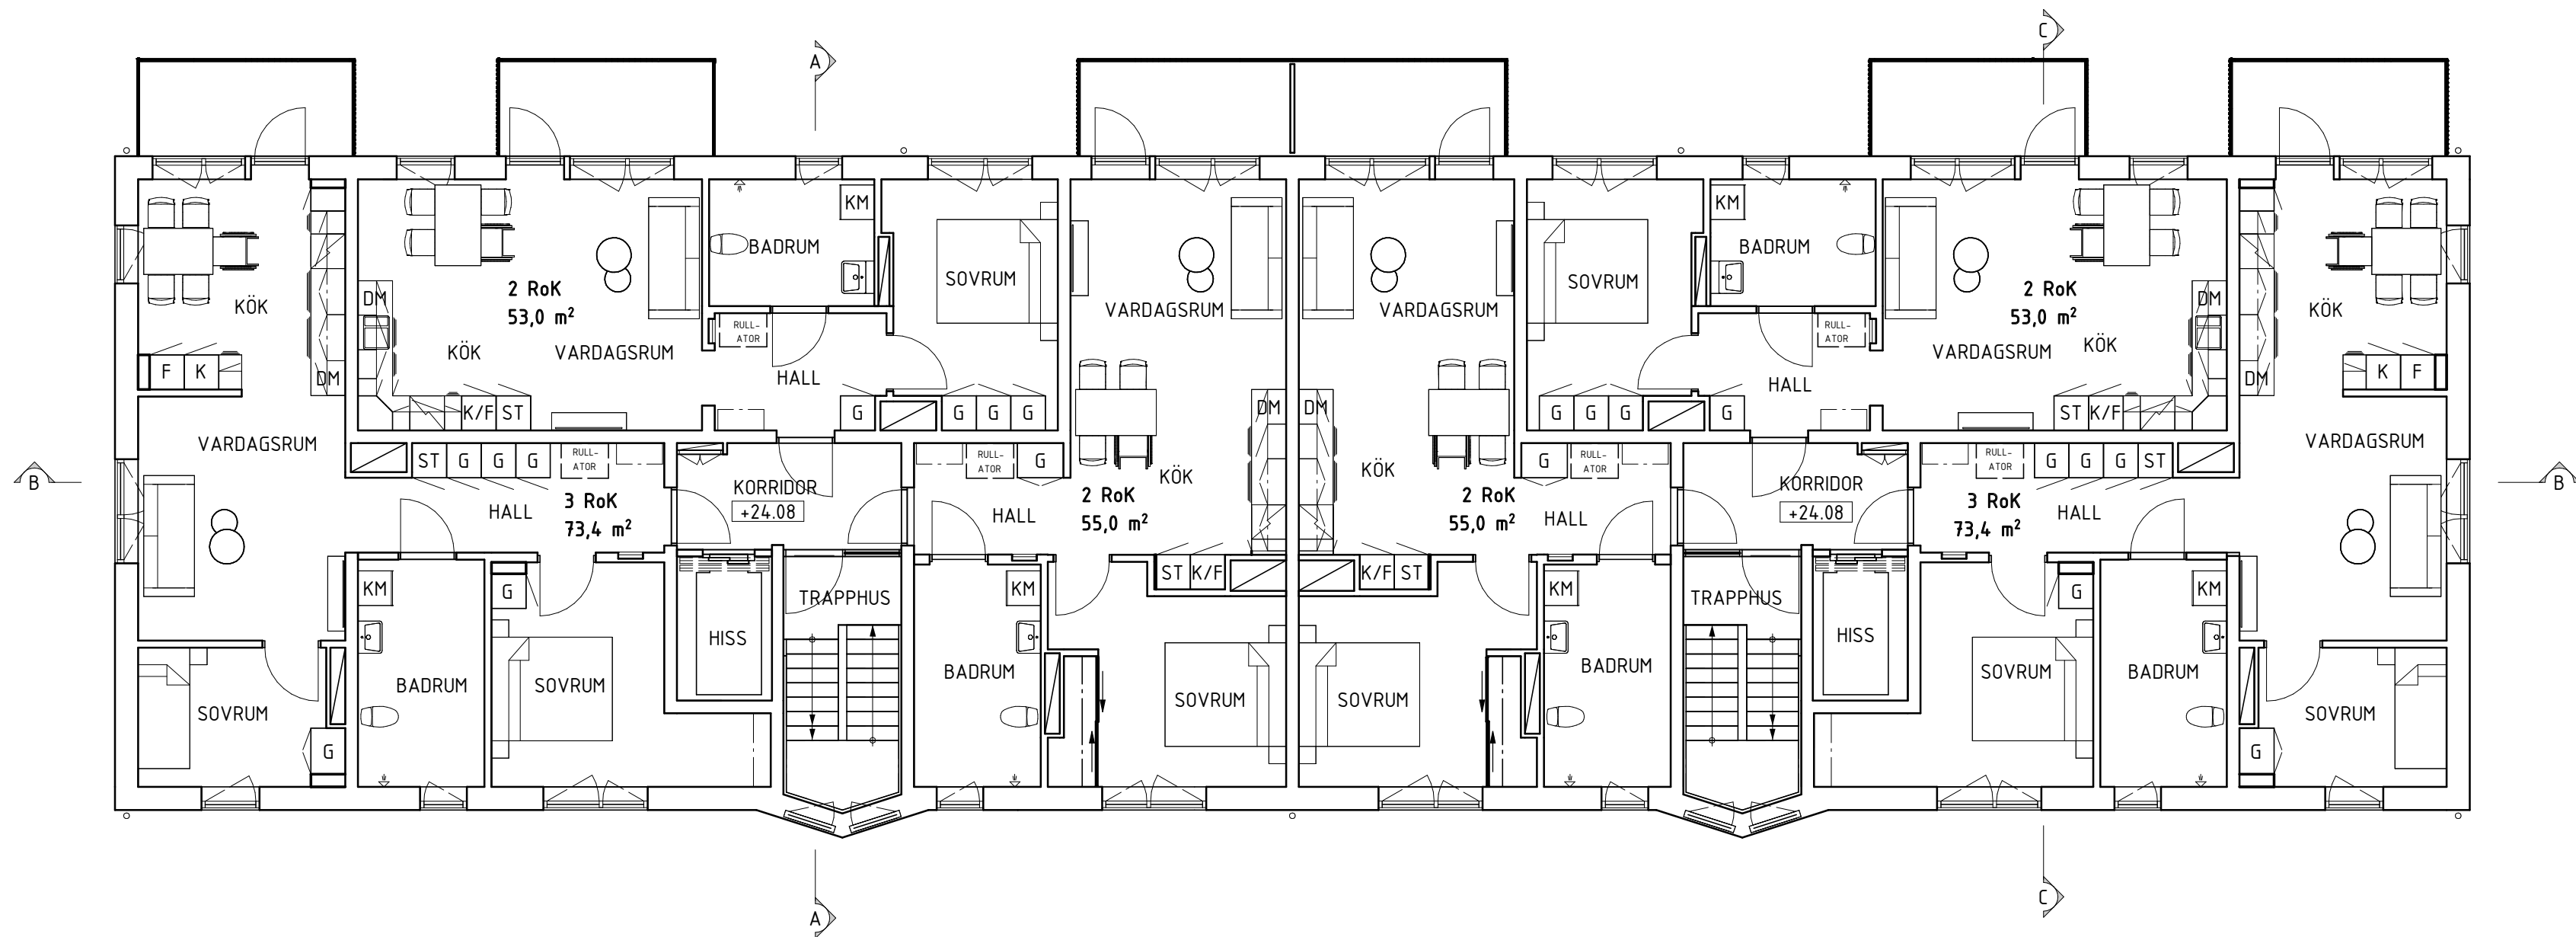 C
A
KM
KM
BADRUM
BADRUM
SOVRUM
SOVRUM
2 RoK
53,0 m²
2 RoK
53,0 m²
DM
DM
KÖK
VARDAGSRUM
VARDAGSRUM
KÖK
RULL-
ATOR
RULL-
ATOR
KÖK
VARDAGSRUM
VARDAGSRUM
KÖK
F
K
DM
HALL
HALL
DM
K
F
K/F
ST
G
G
G
G
DM
DM
G
G
G
G
ST
K/F
VARDAGSRUM
VARDAGSRUM
ST
G
G
G
RULL-
ATOR
RULL-
ATOR
G
KÖK
KÖK
G
RULL-
ATOR
RULL-
ATOR
G
G
G
ST
B
B
KORRIDOR
+24.08
KORRIDOR
+24.08
HALL
3 RoK
73,4 m²
HALL
2 RoK
55,0 m²
2 RoK
55,0 m²
HALL
3 RoK
73,4 m²
HALL
KM
G
TRAPPHUS
KM
ST
K/F
K/F
ST
KM
TRAPPHUS
G
KM
HISS
HISS
BADRUM
SOVRUM
BADRUM
SOVRUM
SOVRUM
BADRUM
SOVRUM
BADRUM
SOVRUM
SOVRUM
G
G
A
C